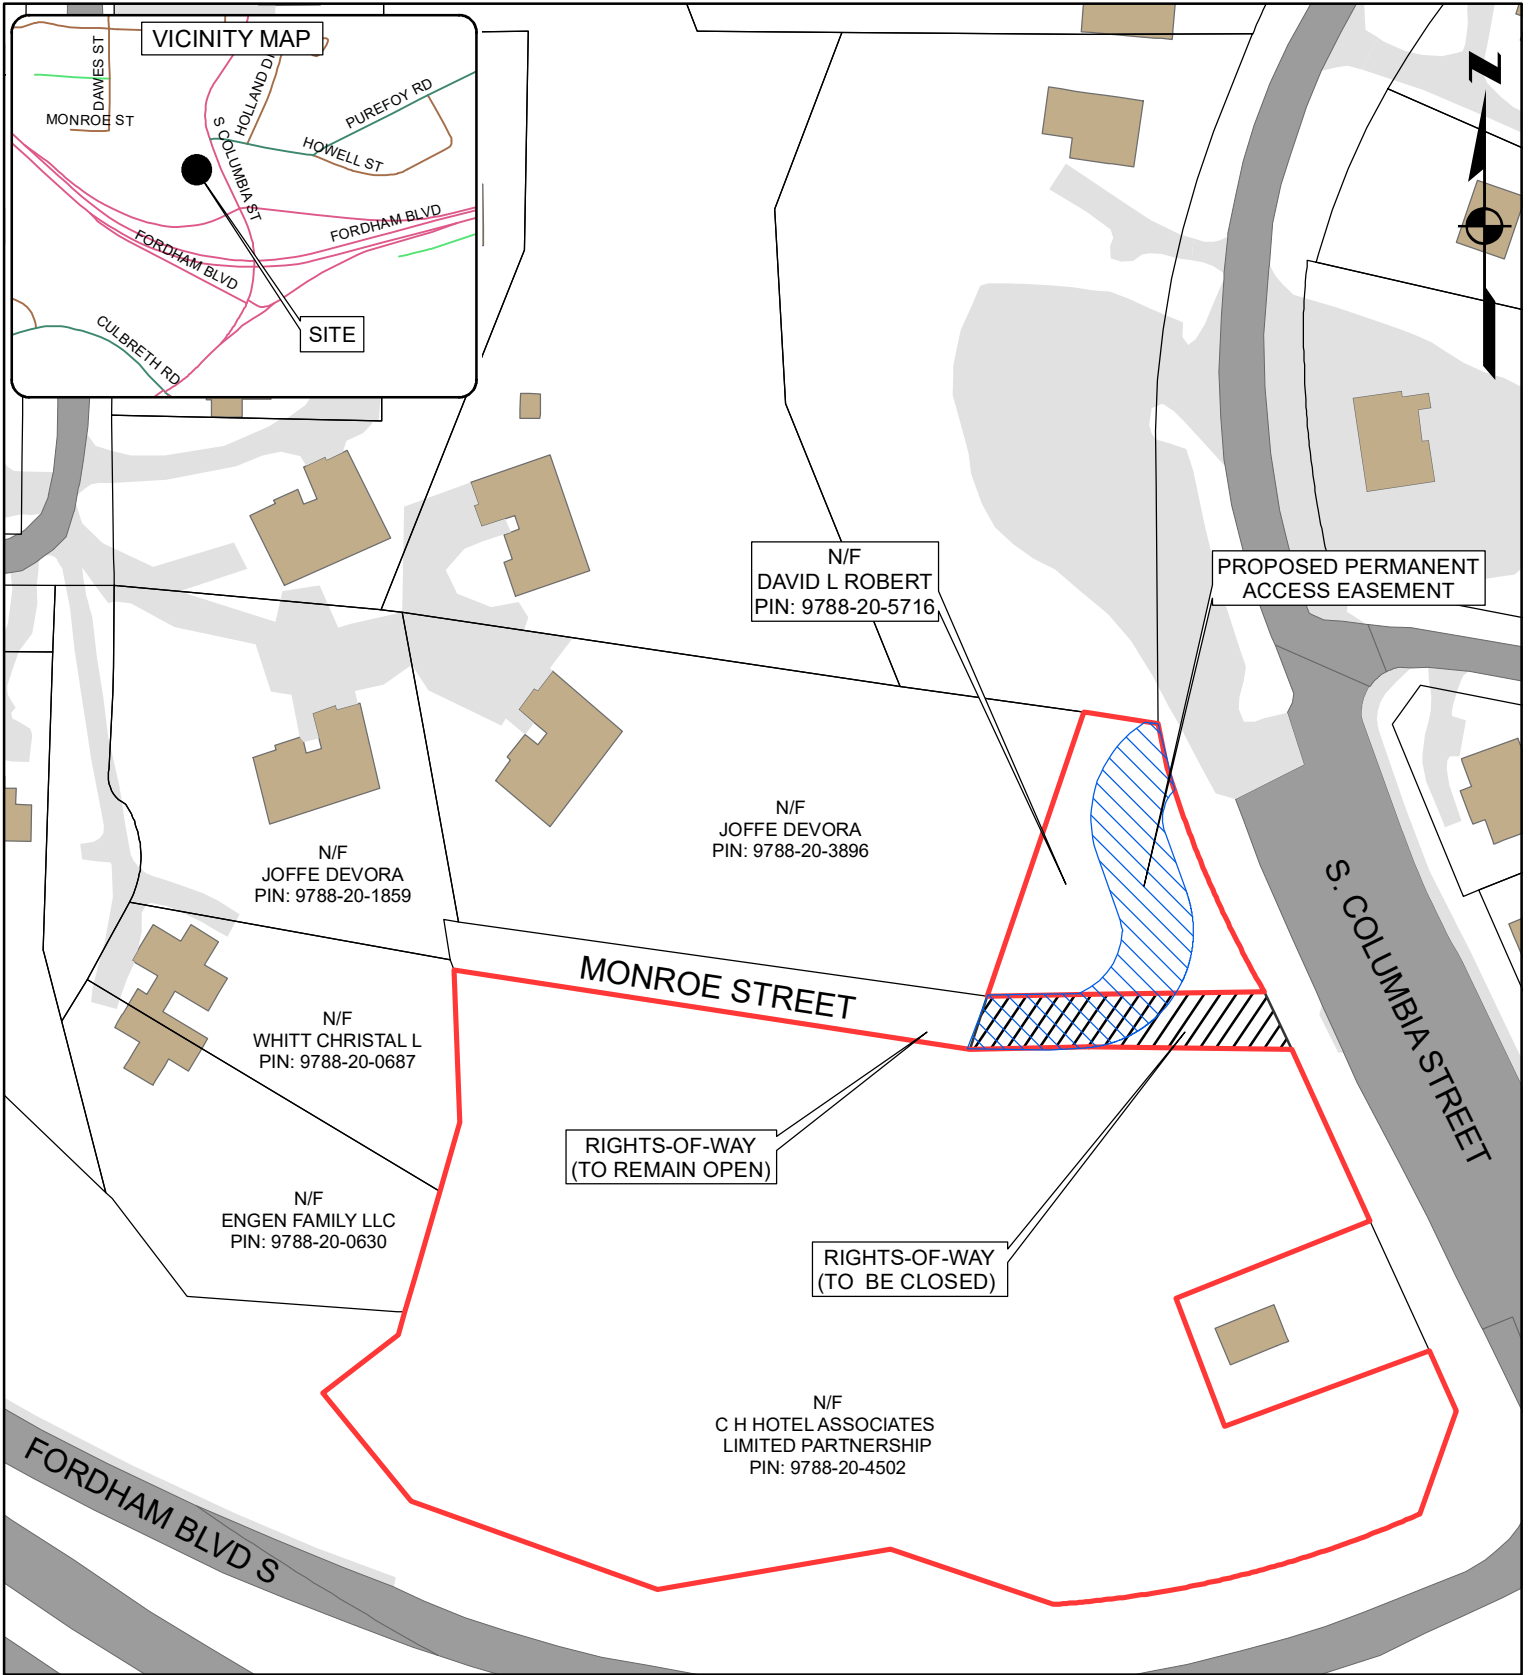 VICINITY MAP
DAWES ST
MONROE ST
HOLLAND D
PUREFOY RD
S COLUMBIA ST
HOWELL ST
FORDHAM BLVD
FORDHAM BLVD
CULBRETH RD
SITE
Z
N/F
DAVID L ROBERT
PIN: 9788-20-5716
PROPOSED PERMANENT
ACCESS EASEMENT
N/F
JOFFE DEVORA
PIN: 9788-20-3896
N/F
JOFFE DEVORA
PIN: 9788-20-1859
MONROE STREET
S. COLUMBIA STREET
N/F
WHITT CHRISTAL L
PIN: 9788-20-0687
RIGHTS-OF-WAY
(TO REMAIN OPEN)
N/F
ENGEN FAMILY LLC
PIN: 9788-20-0630
RIGHTS-OF-WAY
(TO BE CLOSED)
N/F
C H HOTEL ASSOCIATES
LIMITED PARTNERSHIP
PIN: 9788-20-4502
FORDHAM BLVD S